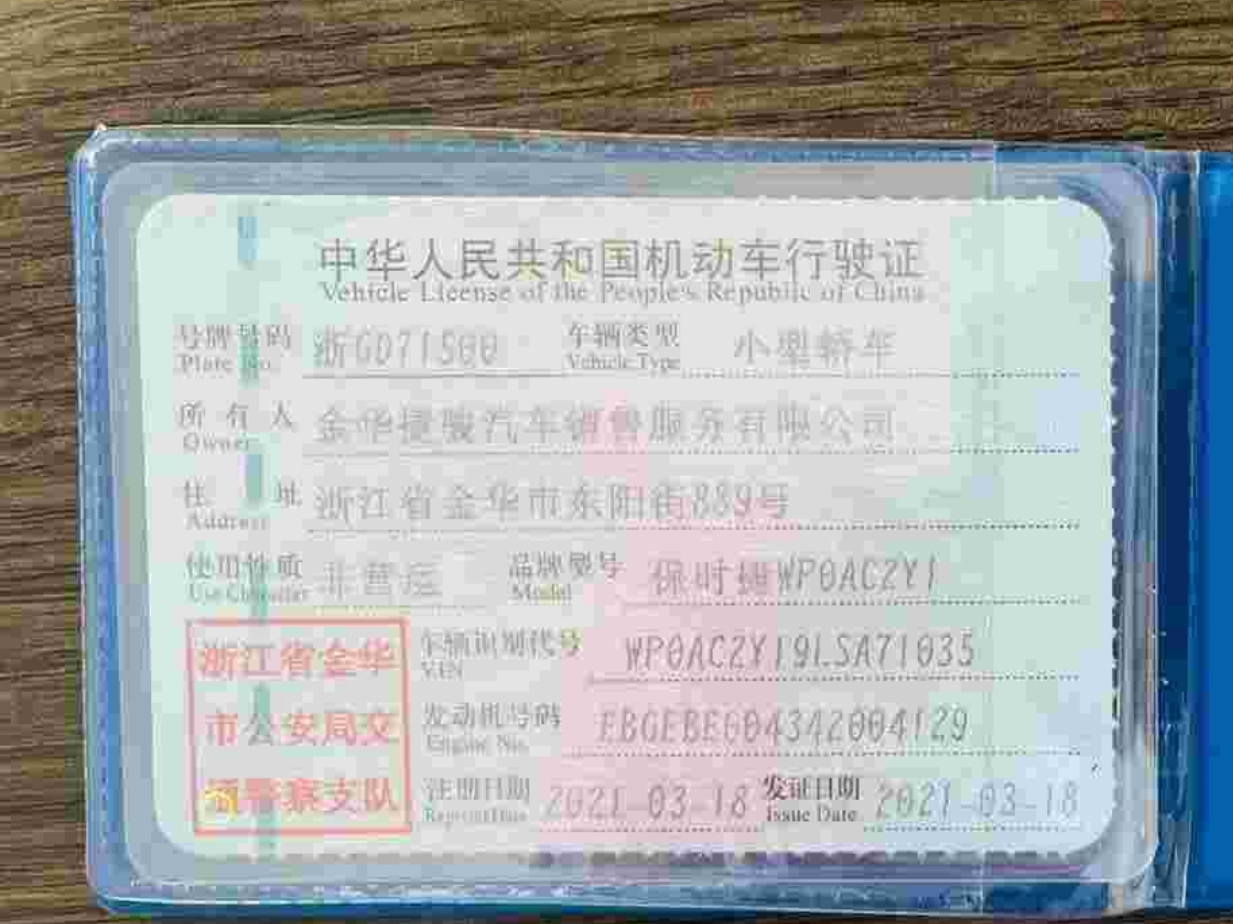 中华人民共和国机动车行驶证
Vehicle License of the People's Republic of China
号牌号码 浙GD71500 车辆类型 小型轿车
Plate No. Vehicle Type
所有人 金华捷骏汽车销售服务有限公司
Owner
住址 浙江省金华市东阳街889号
Address
使用性质 非营运 品牌型号 保时捷WP0AC2Y1
Use Character Model
浙江省金华
市公安局交
通警察支队
车辆识别代号 WP0AC2Y19LSA71035
VIN
发动机号码
Engine No.
注册日期 2021-03-18 发证日期 2021-03-18
Register Date Issue Date